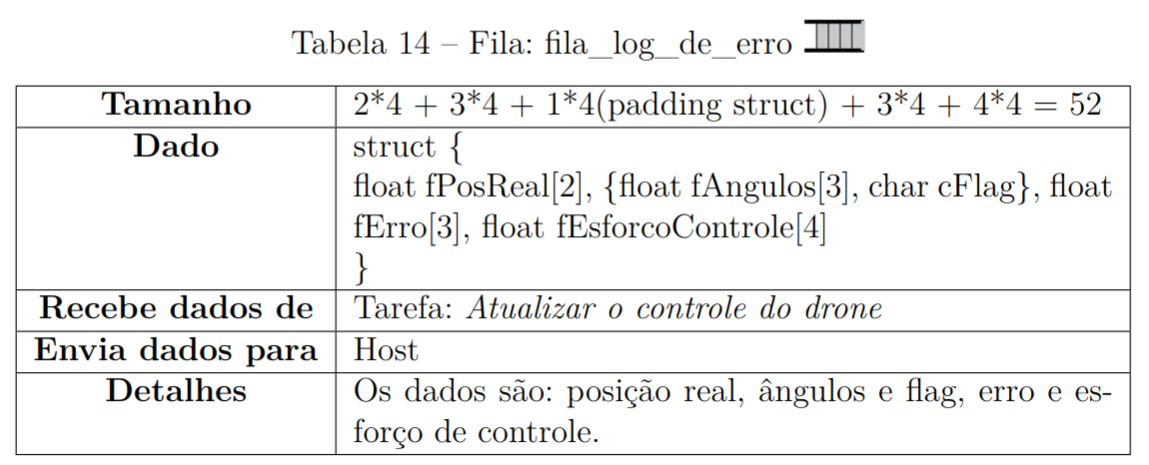 Tabela 14 – Fila: fila_log_de_erro
Tamanho 2*4 + 3*4 + 1*4(padding struct) + 3*4 + 4*4 = 52
Dado struct {
float fPosReal[2], {float fAngulos[3], char cFlag}, float
fErro[3], float fEsforcoControle[4]
}
Recebe dados de Tarefa: Atualizar o controle do drone
Envia dados para Host
Detalhes Os dados são: posição real, ângulos e flag, erro e es-
forço de controle.